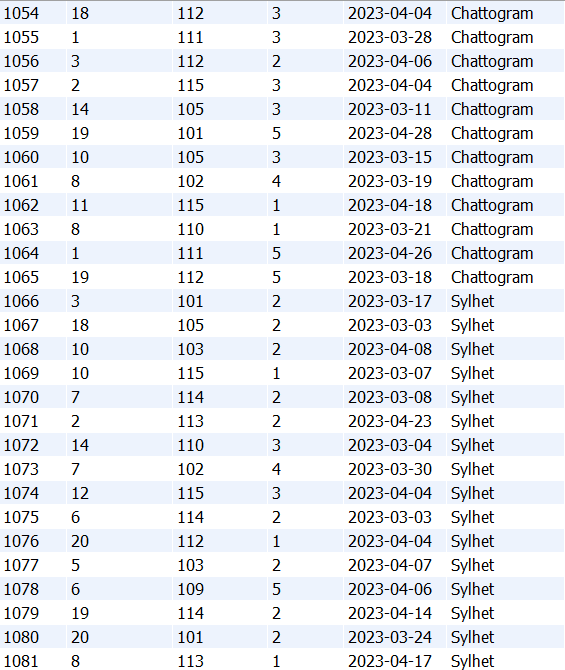 1054 18 112 3 2023-04-04 Chattogram
1055 1 111 3 2023-03-28 Chattogram
1056 3 112 2 2023-04-06 Chattogram
1057 2 115 3 2023-04-04 Chattogram
1058 14 105 3 2023-03-11 Chattogram
1059 19 101 5 2023-04-28 Chattogram
1060 10 105 3 2023-03-15 Chattogram
1061 8 102 4 2023-03-19 Chattogram
1062 11 115 1 2023-04-18 Chattogram
1063 8 110 1 2023-03-21 Chattogram
1064 1 111 5 2023-04-26 Chattogram
1065 19 112 5 2023-03-18 Chattogram
1066 3 101 2 2023-03-17 Sylhet
1067 18 105 2 2023-03-03 Sylhet
1068 10 103 2 2023-04-08 Sylhet
1069 10 115 1 2023-03-07 Sylhet
1070 7 114 2 2023-03-08 Sylhet
1071 2 113 2 2023-04-23 Sylhet
1072 14 110 3 2023-03-04 Sylhet
1073 7 102 4 2023-03-30 Sylhet
1074 12 115 3 2023-04-04 Sylhet
1075 6 114 2 2023-03-03 Sylhet
1076 20 112 1 2023-04-04 Sylhet
1077 5 103 2 2023-04-07 Sylhet
1078 6 109 5 2023-04-06 Sylhet
1079 19 114 2 2023-04-14 Sylhet
1080 20 101 2 2023-03-24 Sylhet
1081 8 113 1 2023-04-17 Sylhet